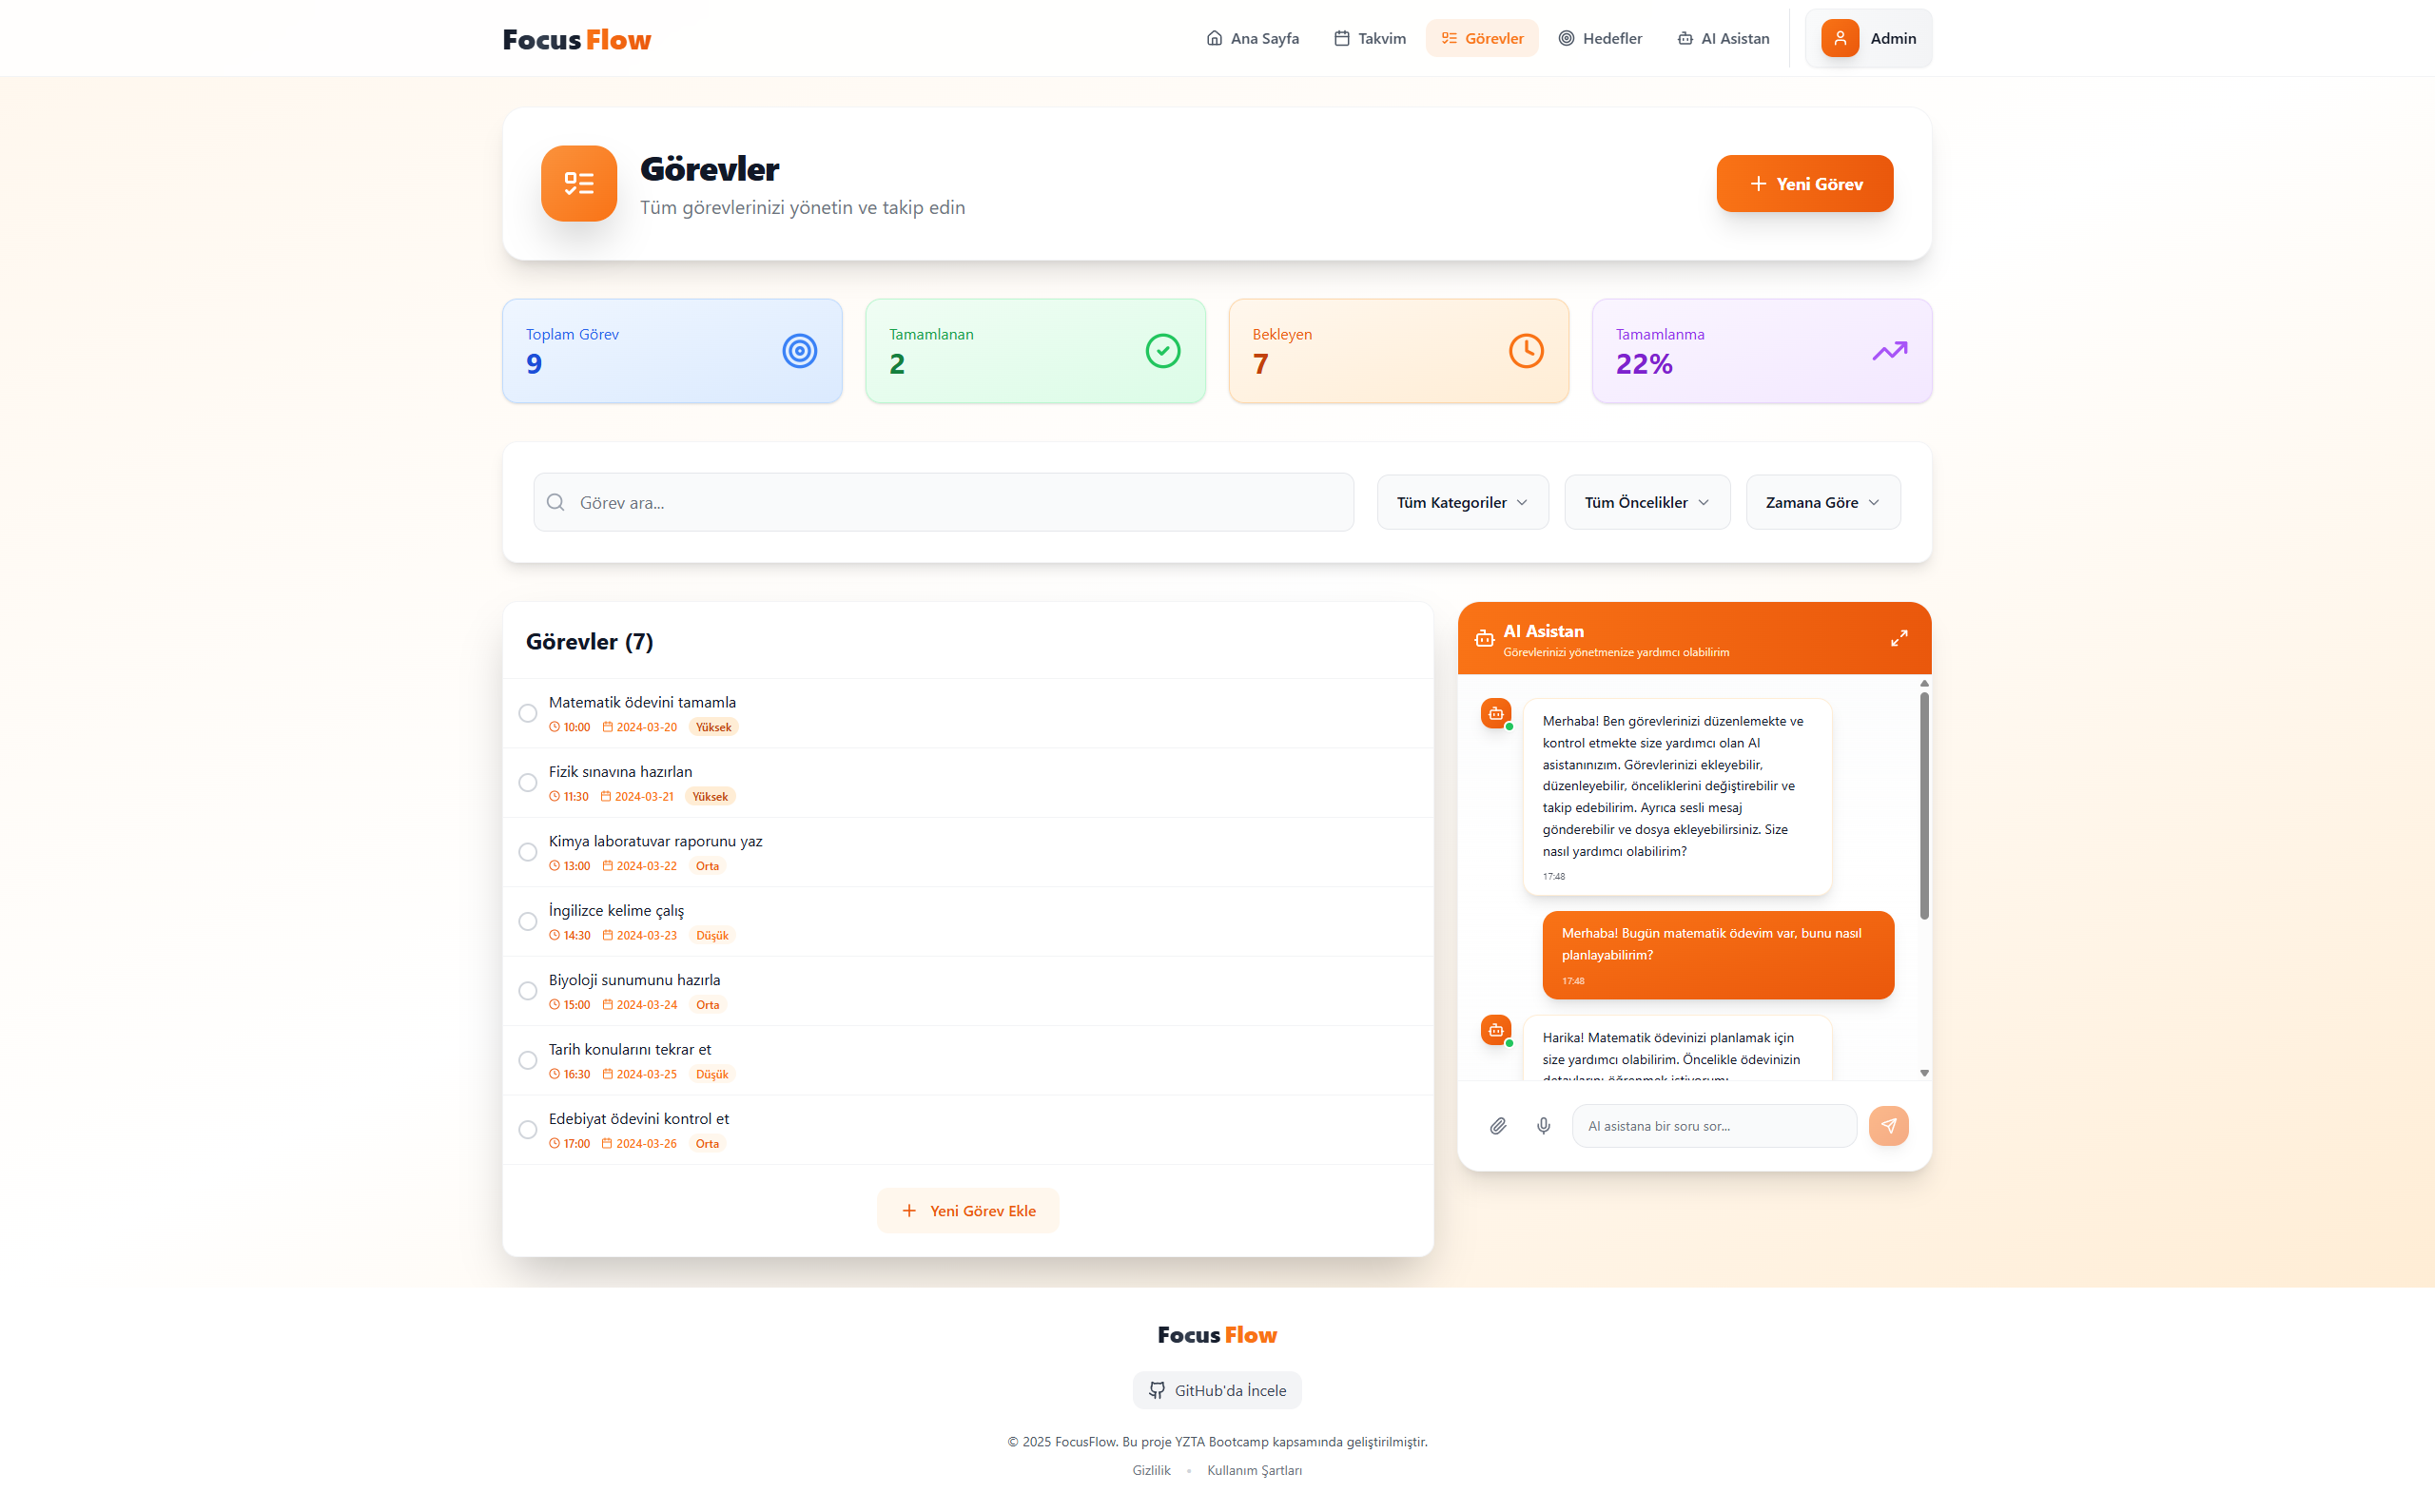 Focus Flow
Ana Sayfa
Takvim
Görevler
Hedefler
AI Asistan
Admin
Görevler
Tüm görevlerinizi yönetin ve takip edin
Yeni Görev
Toplam Görev
9
Tamamlanan
2
Bekleyen
7
Tamamlanma
22%
Görev ara...
Tüm Kategoriler
Tüm Öncelikler
Zamana Göre
Görevler (7)
Matematik ödevini tamamla
10:00 2024-03-20 Yüksek
Fizik sınavına hazırlan
11:30 2024-03-21 Yüksek
Kimya laboratuvar raporunu yaz
13:00 2024-03-22 Orta
İngilizce kelime çalış
14:30 2024-03-23 Düşük
Biyoloji sunumunu hazırla
15:00 2024-03-24 Orta
Tarih konularını tekrar et
16:30 2024-03-25 Düşük
Edebiyat ödevini kontrol et
17:00 2024-03-26 Orta
Yeni Görev Ekle
AI Asistan
Görevlerinizi yönetmenize yardımcı olabilirim
Merhaba! Ben görevlerinizi düzenlemekte ve
kontrol etmekte size yardımcı olan AI
asistanınızım. Görevlerinizi ekleyebilir,
düzenleyebilir, önceliklerini değiştirebilir ve
takip edebilirim. Ayrıca sesli mesaj
gönderebilir ve dosya ekleyebilirsiniz. Size
nasıl yardımcı olabilirim?
17:48
Merhaba! Bugün matematik ödevim var, bunu nasıl
planlayabilirim?
17:48
Harika! Matematik ödevinizi planlamak için
size yardımcı olabilirim. Öncelikle ödevinizin
detaylarını öğrenmek istiyorum:
AI asistana bir soru sor...
Focus Flow
GitHub'da İncele
© 2025 FocusFlow. Bu proje YZTA Bootcamp kapsamında geliştirilmiştir.
Gizlilik • Kullanım Şartları